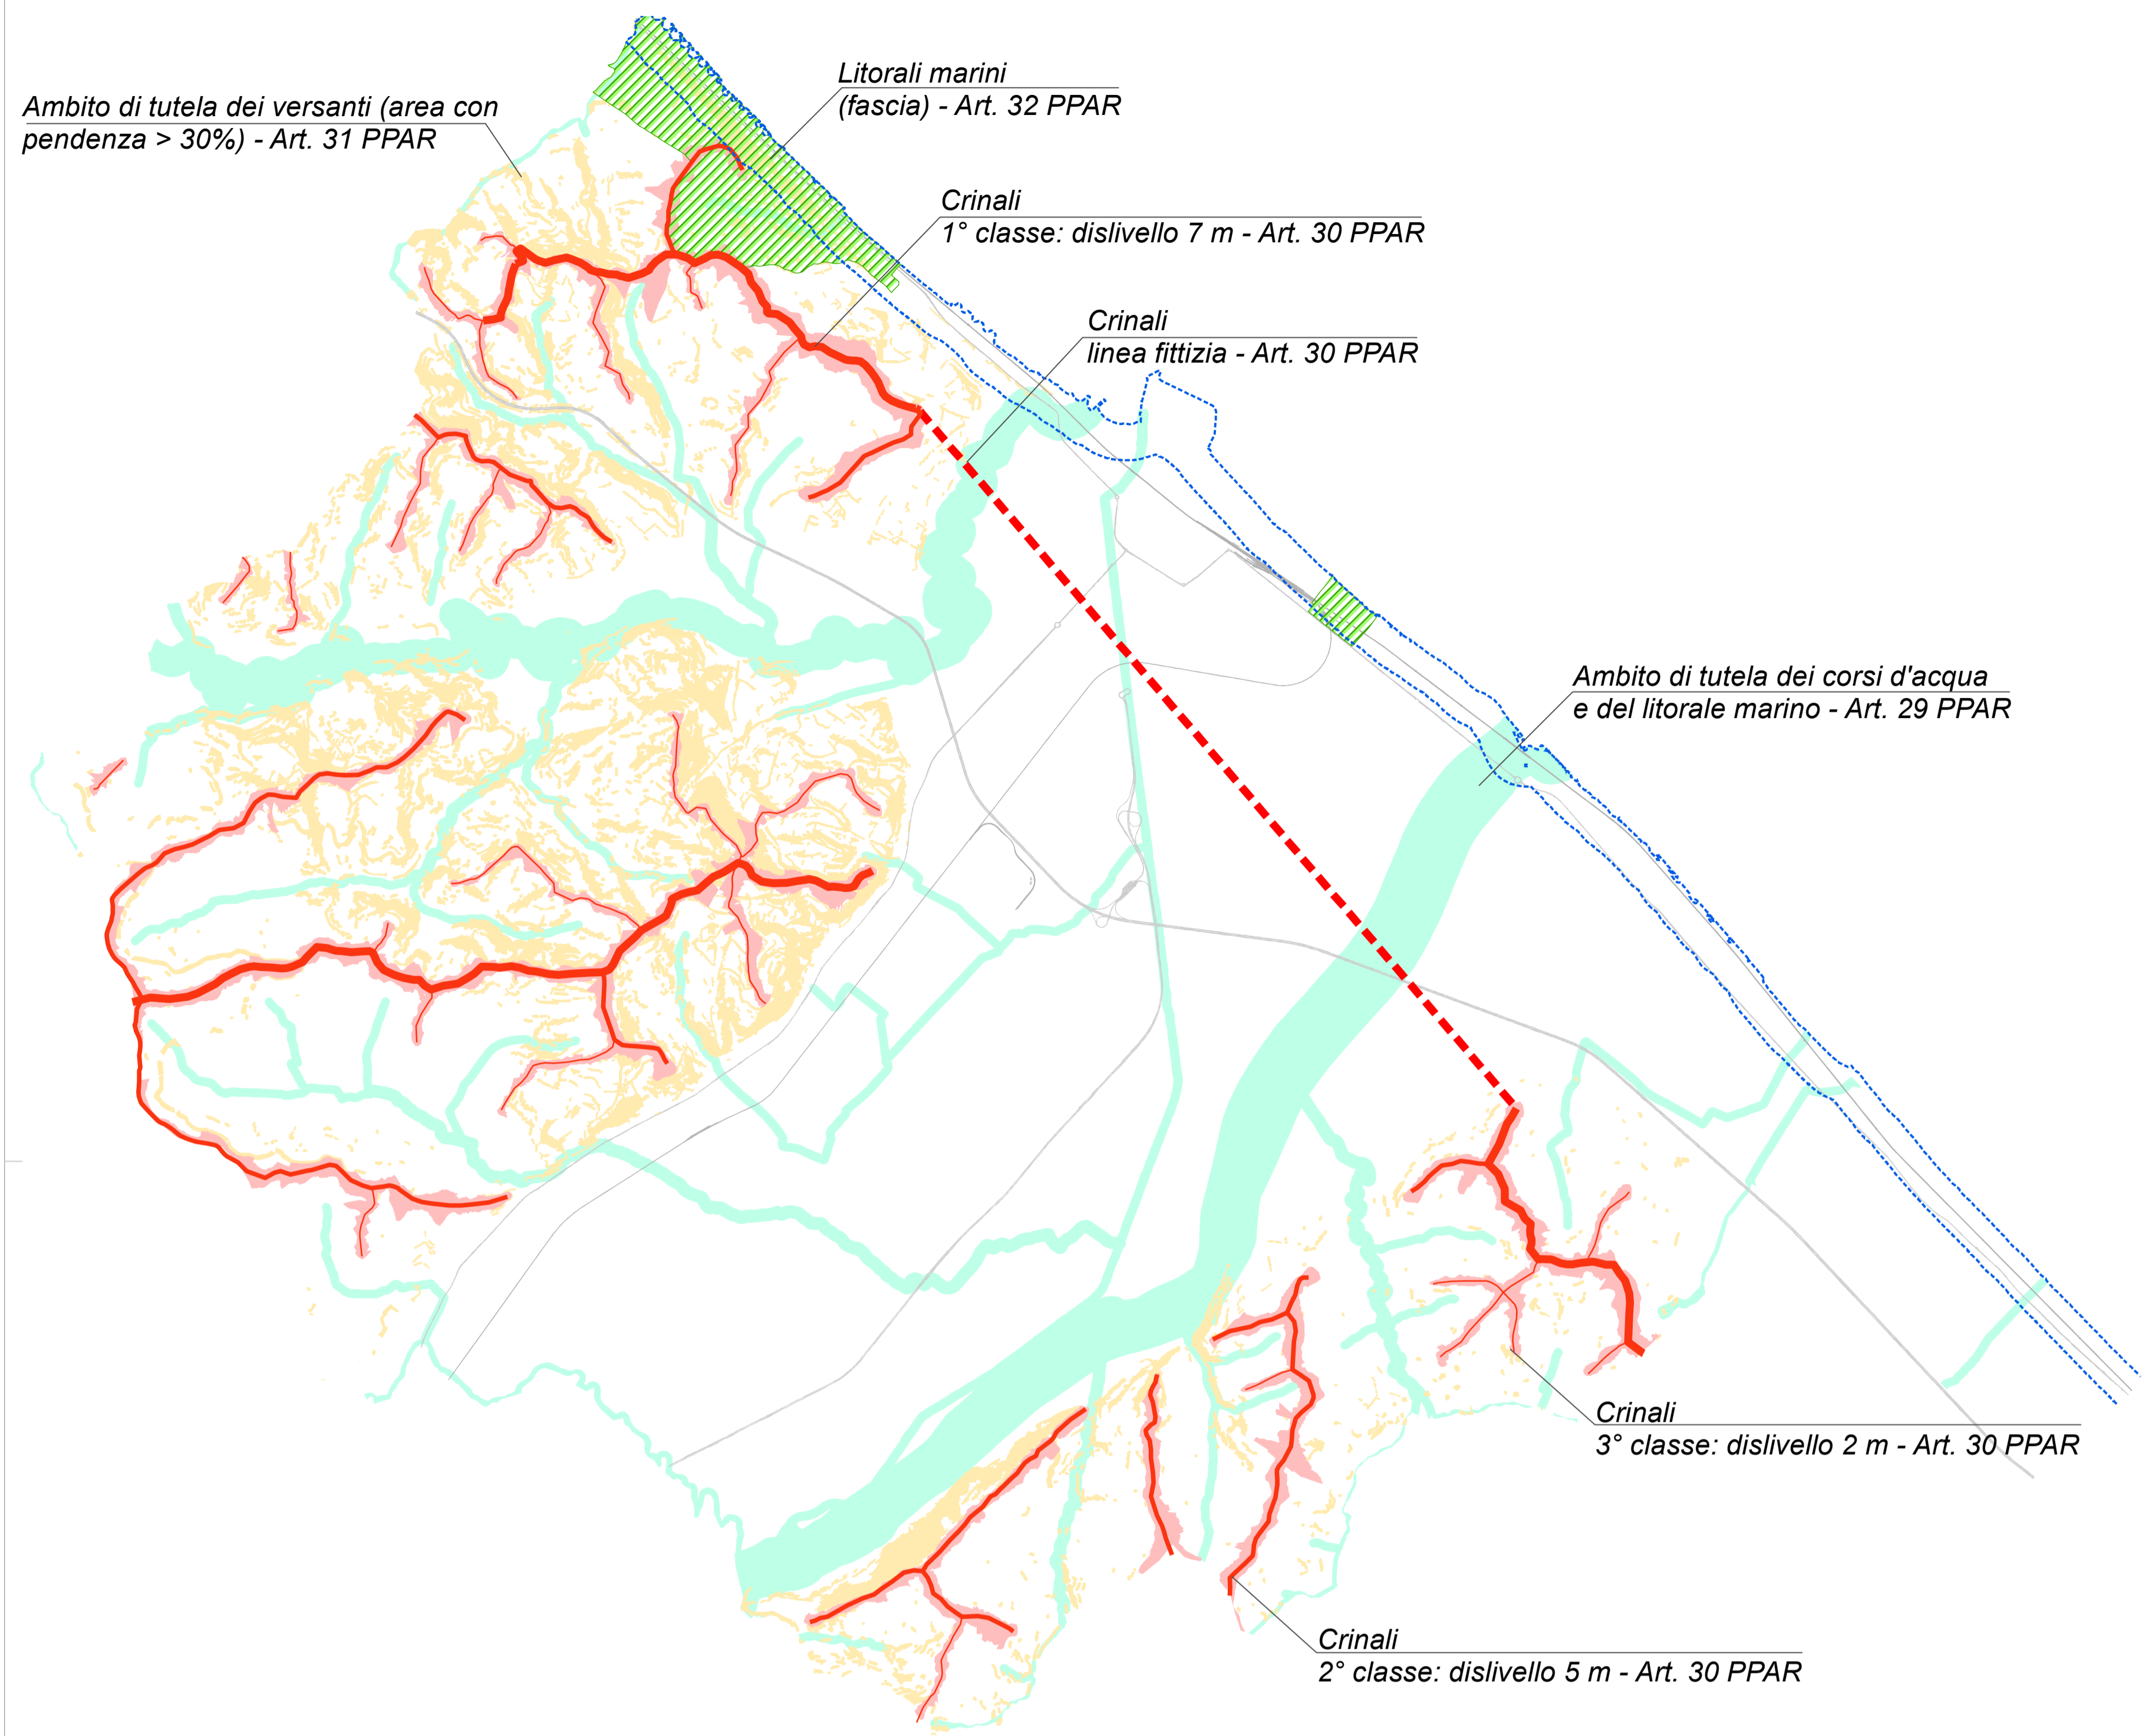 Litorali marini
(fascia) - Art. 32 PPAR
Ambito di tutela dei versanti (area con
pendenza > 30%) - Art. 31 PPAR
Crinali
1° classe: dislivello 7 m - Art. 30 PPAR
Crinali
linea fittizia - Art. 30 PPAR
Ambito di tutela dei corsi d'acqua
e del litorale marino - Art. 29 PPAR
Crinali
3° classe: dislivello 2 m - Art. 30 PPAR
Crinali
2° classe: dislivello 5 m - Art. 30 PPAR